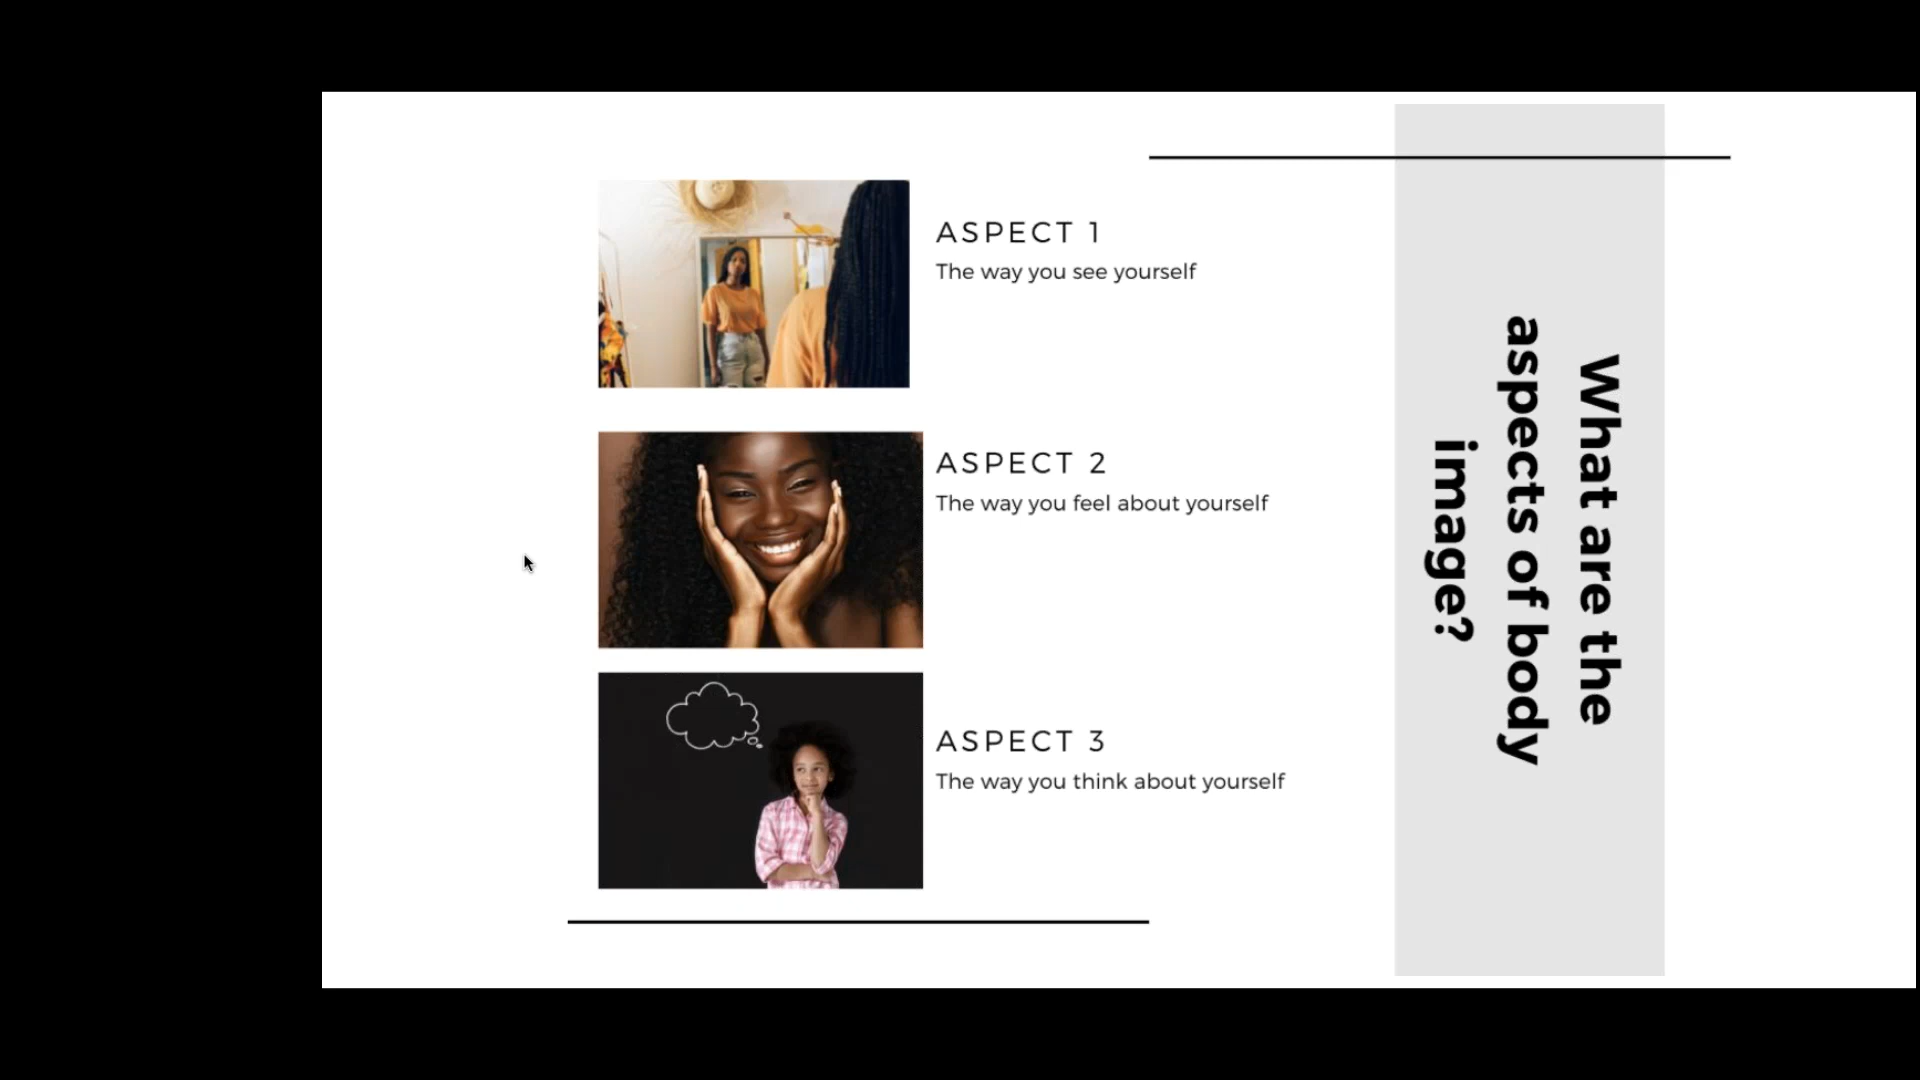 What are the
aspects of body
image?
ASPECT 1
The way you see yourself
ASPECT 2
The way you feel about yourself
ASPECT 3
The way you think about yourself